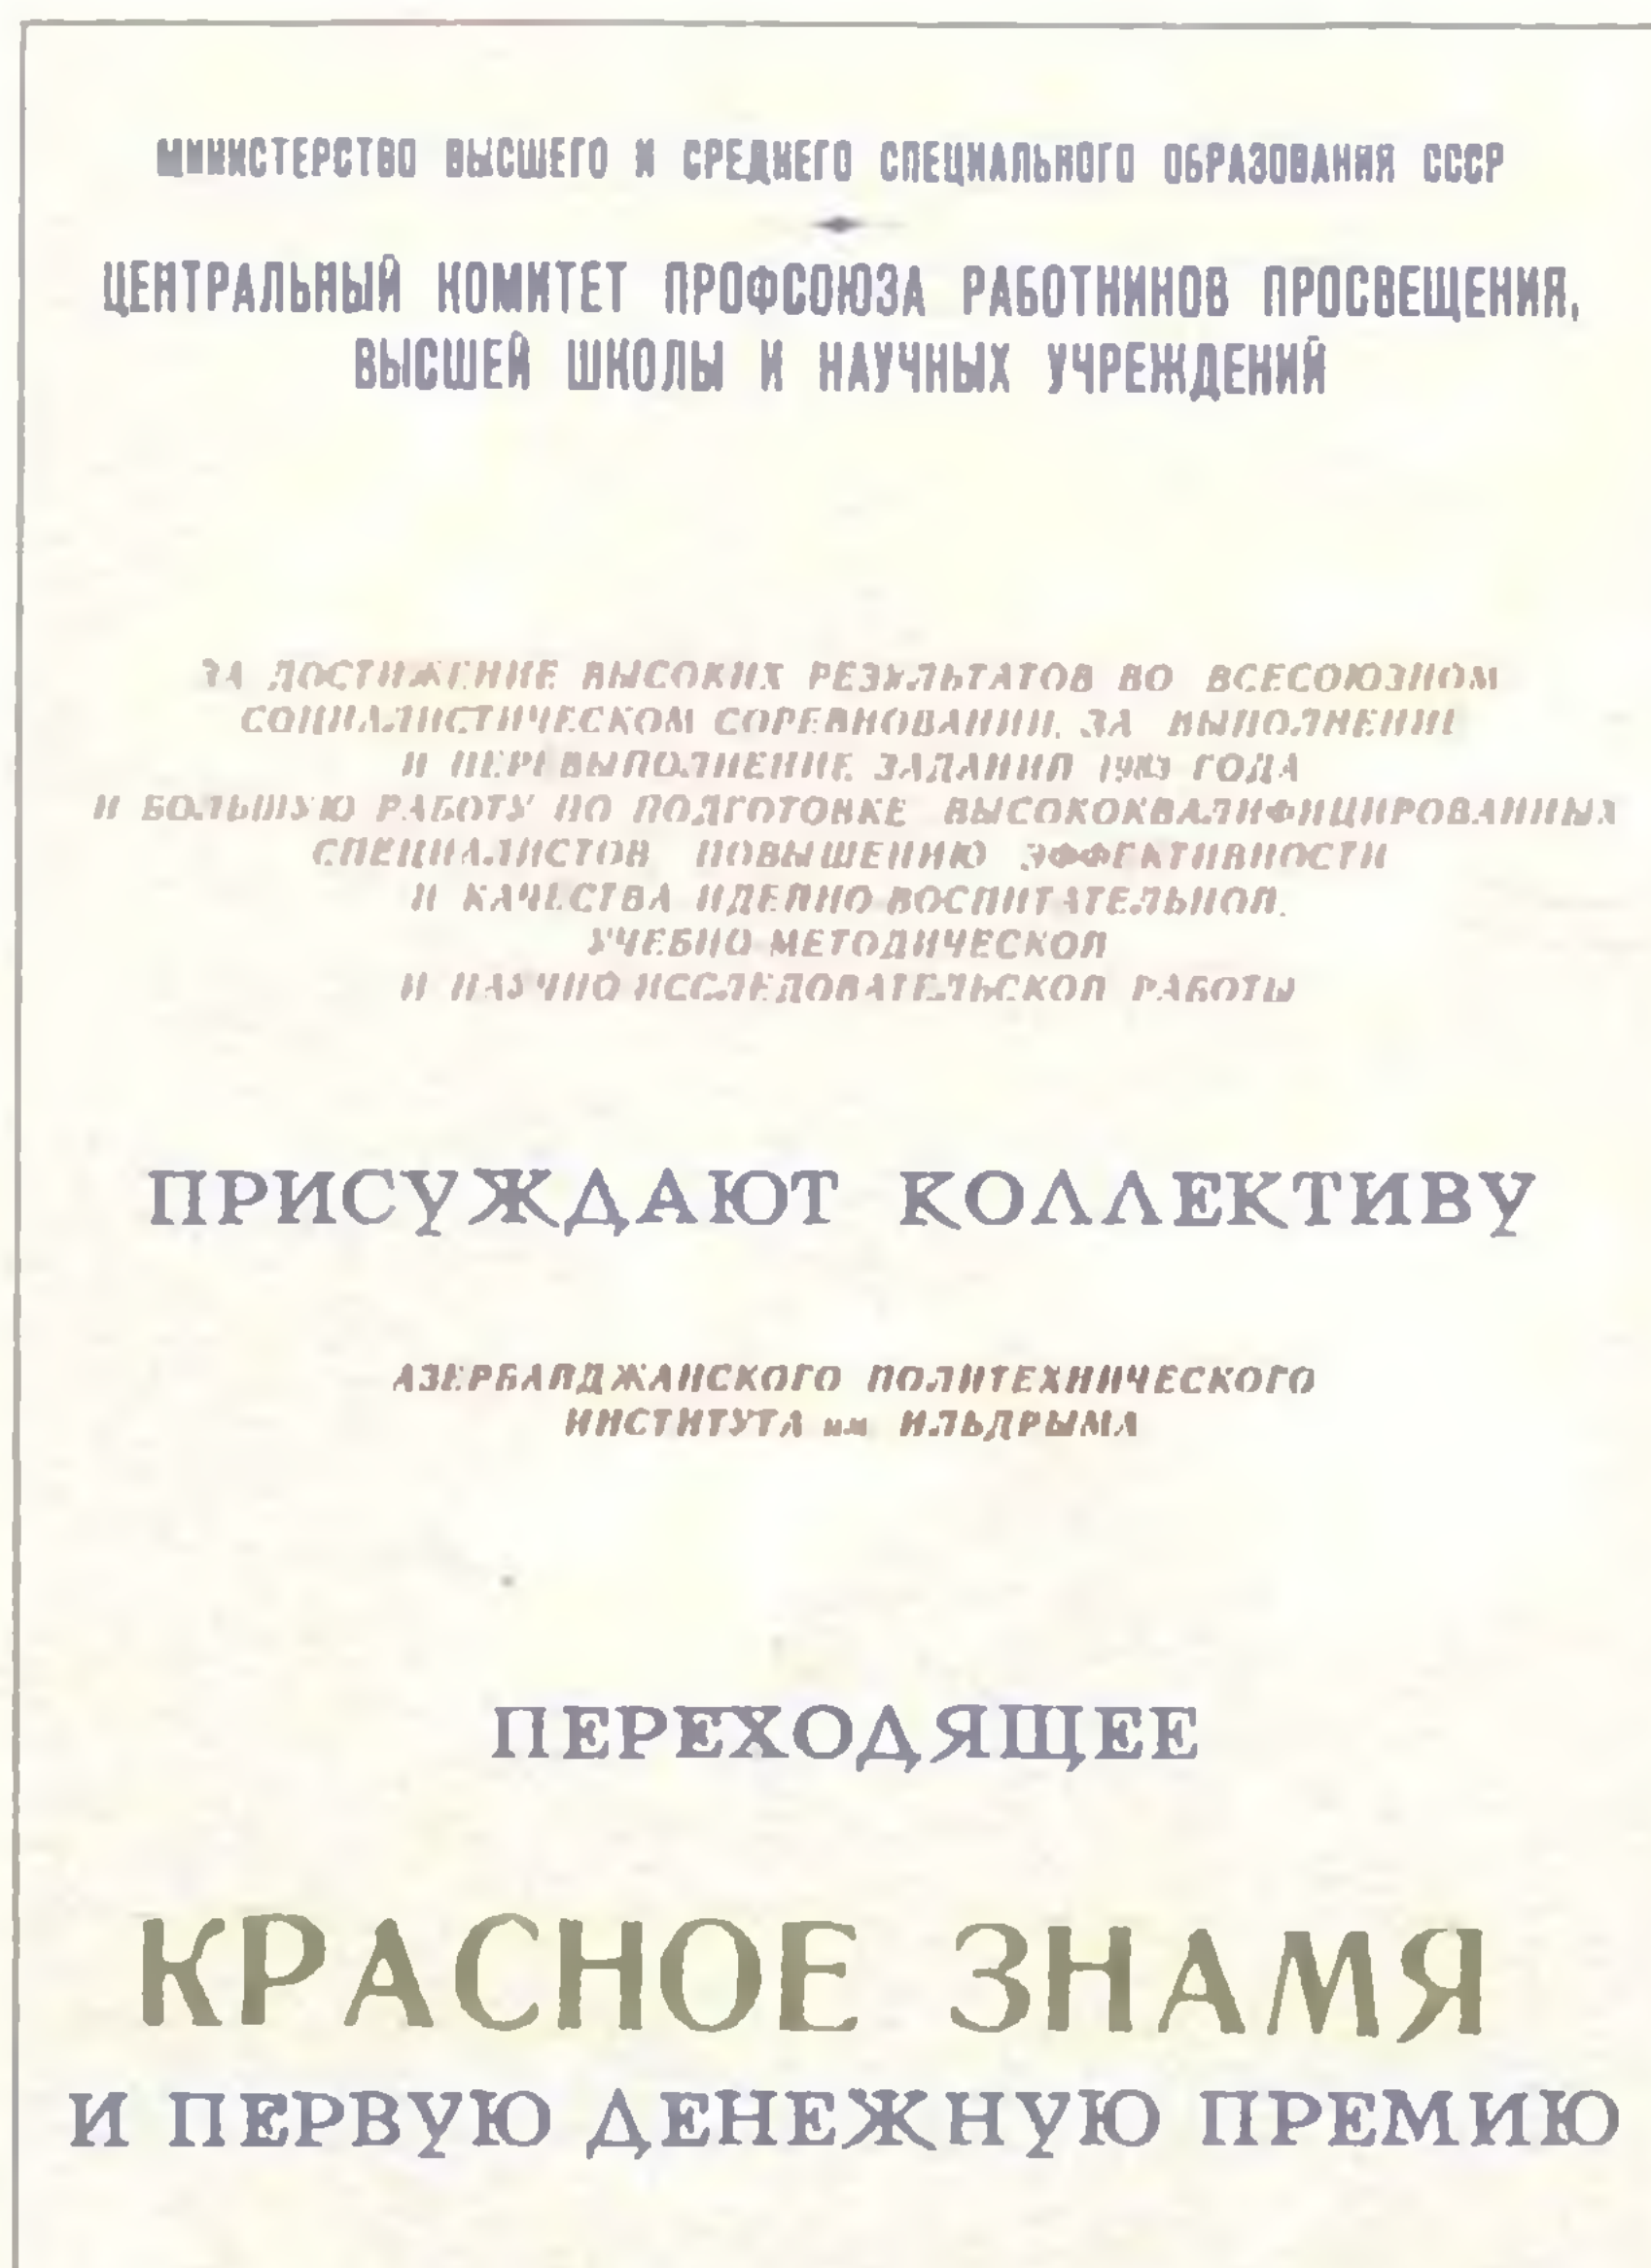 МИНИСТЕРСТВО ВЫСШЕГО И СРЕДНЕГО СПЕЦИАЛЬНОГО ОБРАЗОВАНИЯ СССР
ЦЕНТРАЛЬНЫЙ КОМИТЕТ ПРОФСОЮЗА РАБОТНИКОВ ПРОСВЕЩЕНИЯ,
ВЫСШЕЙ ШКОЛЫ И НАУЧНЫХ УЧРЕЖДЕНИЙ
ЗА ДОСТИЖЕНИЕ ВЫСОКИХ РЕЗУЛЬТАТОВ ВО ВСЕСОЮЗНОМ
СОЦИАЛИСТИЧЕСКОМ СОРЕВНОВАНИИ, ЗА ВЫПОЛНЕНИЕ
И ПЕРЕВЫПОЛНЕНИЕ ЗАДАНИЙ ГОДА
И БОЛЬШУЮ РАБОТУ ПО ПОДГОТОВКЕ ВЫСОКОКВАЛИФИЦИРОВАННЫХ
СПЕЦИАЛИСТОВ ПОВЫШЕНИЮ ЭФФЕКТИВНОСТИ
И КАЧЕСТВА ИДЕЙНО-ВОСПИТАТЕЛЬНОЙ,
УЧЕБНО-МЕТОДИЧЕСКОЙ
И НАУЧНО-ИССЛЕДОВАТЕЛЬСКОЙ РАБОТЫ
ПРИСУЖДАЮТ КОЛЛЕКТИВУ
АЗЕРБАЙДЖАНСКОГО ПОЛИТЕХНИЧЕСКОГО
ИНСТИТУТА им ИЛЬДРЫМА
ПЕРЕХОДЯЩЕЕ
КРАСНОЕ ЗНАМЯ
И ПЕРВУЮ ДЕНЕЖНУЮ ПРЕМИЮ